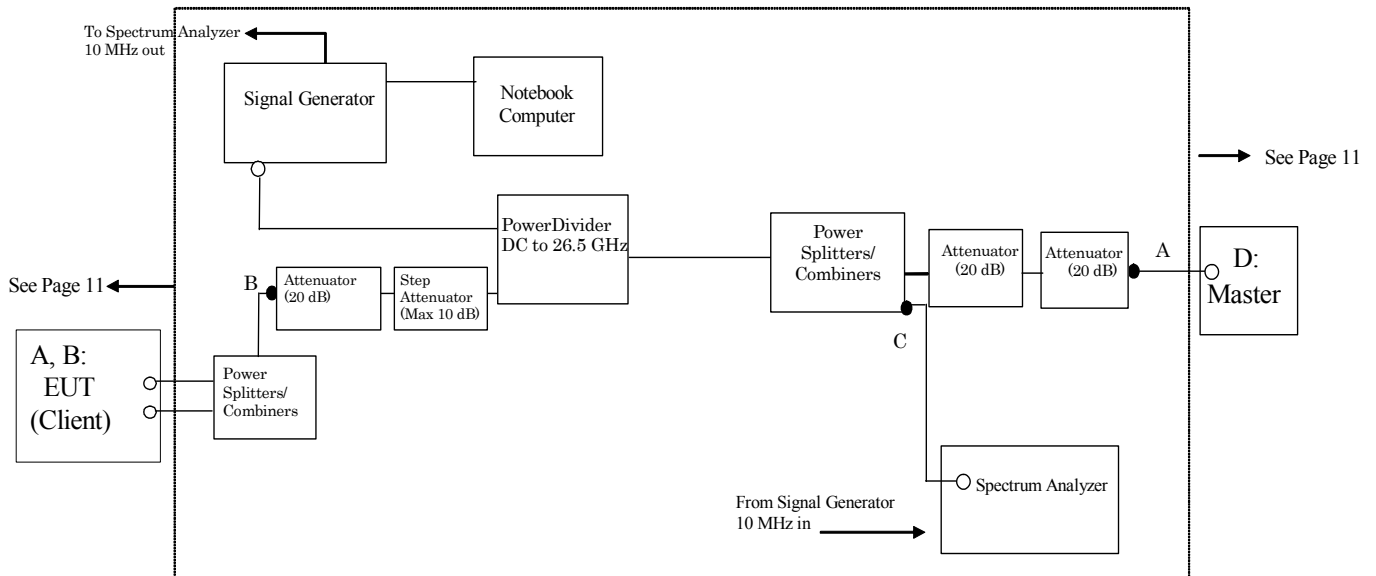 To Spectrum Analyzer
10 MHz out
Signal Generator
Notebook
Computer
See Page 11
PowerDivider
DC to 26.5 GHz
Power
Splitters/
Combiners
Attenuator
(20 dB)
Attenuator
(20 dB)
A
D:
Master
See Page 11
B
Attenuator
(20 dB)
Step
Attenuator
(Max 10 dB)
C
A, B:
EUT
(Client)
Power
Splitters/
Combiners
Spectrum Analyzer
From Signal Generator
10 MHz in